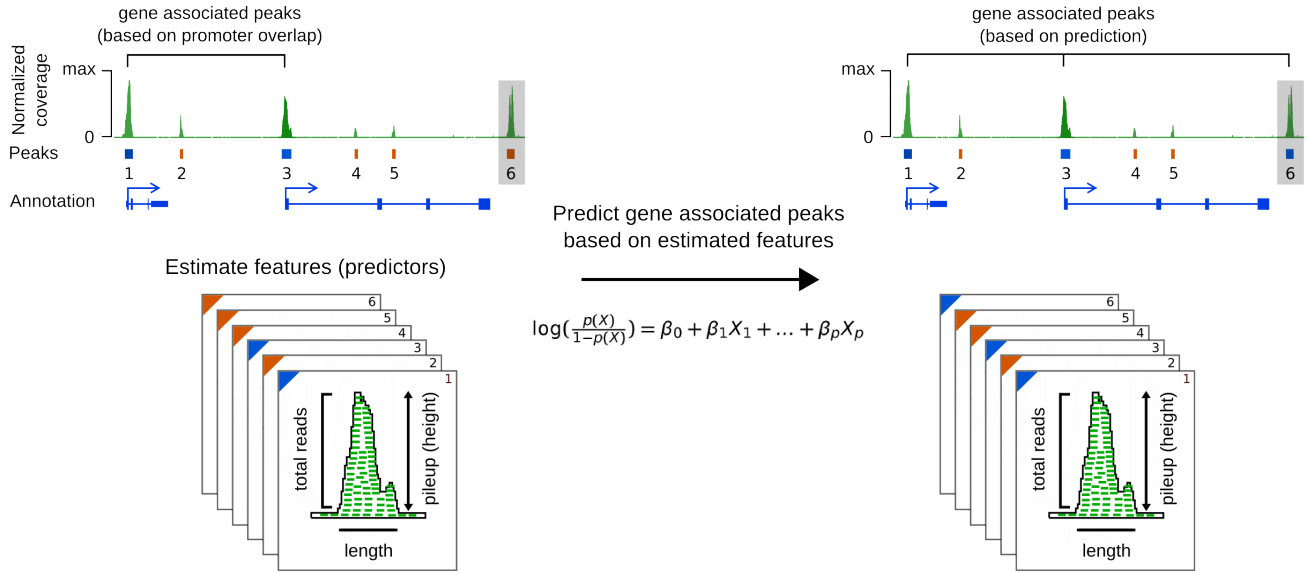 gene associated peaks
(based on promoter overlap)
Normalized
coverage
max
0
Peaks
1 2 3 4 5 6
Annotation
gene associated peaks
(based on prediction)
max
0
1 2 3 4 5 6
Predict gene associated peaks
based on estimated features
log(p(X)/1−p(X)) = β₀ + β₁X₁ + ... + βₚXₚ
Estimate features (predictors)
6
5
4
3
2
1
total reads
pileup (height)
length
6
5
4
3
2
1
total reads
pileup (height)
length